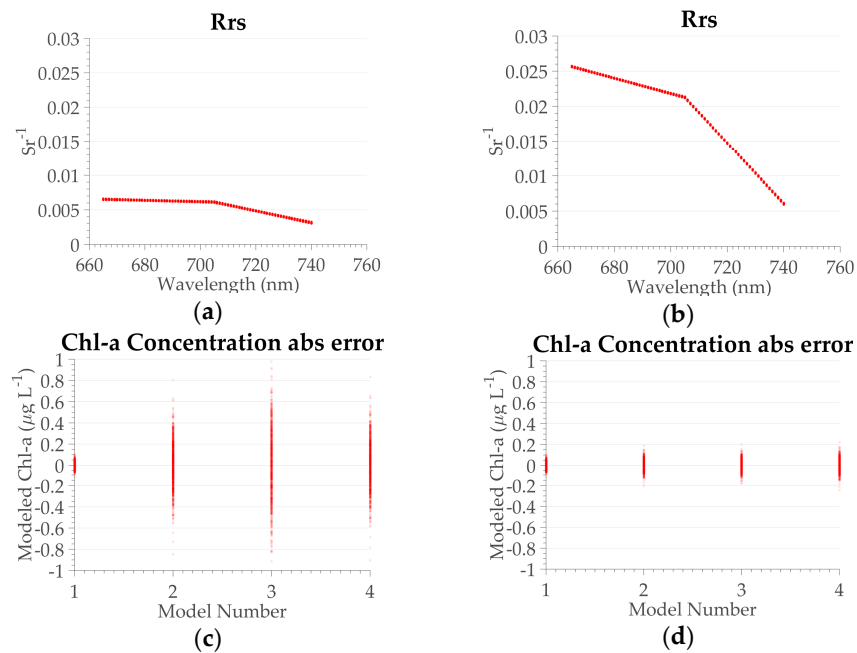 Rrs
0.03
0.025
0.02
0.015
0.01
0.005
0
Sr-1
660 680 700 720 740 760
Wavelength (nm)
(a)
Rrs
0.03
0.025
0.02
0.015
0.01
0.005
0
Sr-1
660 680 700 720 740 760
Wavelength (nm)
(b)
Chl-a Concentration abs error
1
0.8
0.6
0.4
0.2
0
-0.2
-0.4
-0.6
-0.8
-1
Modeled Chl-a (μg L-1)
1 2 3 4
Model Number
(c)
Chl-a Concentration abs error
1
0.8
0.6
0.4
0.2
0
-0.2
-0.4
-0.6
-0.8
-1
Modeled Chl-a (μg L-1)
1 2 3 4
Model Number
(d)